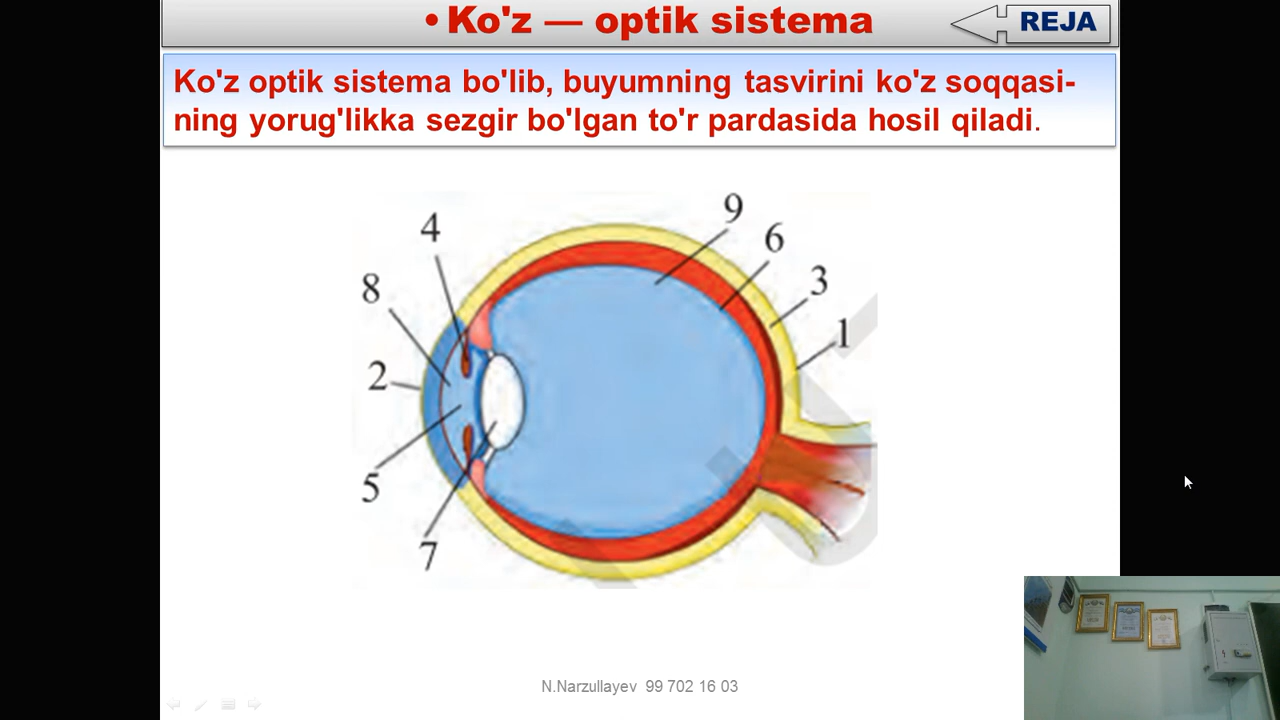 • Ko'z — optik sistema
REJA
Ko'z optik sistema bo'lib, buyumning tasvirini ko'z soqqasi-
ning yorug'likka sezgir bo'lgan to'r pardasida hosil qiladi.
9
4
6
8
3
1
2
5
7
N.Narzullayev 99 702 16 03